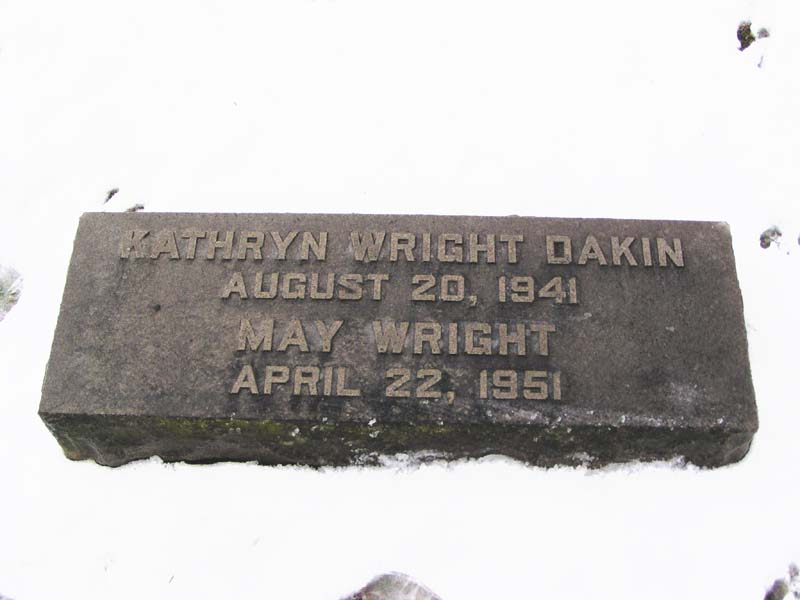 KATHRYN WRIGHT DAKIN
AUGUST 20, 1941
MAY WRIGHT
APRIL 22, 1951